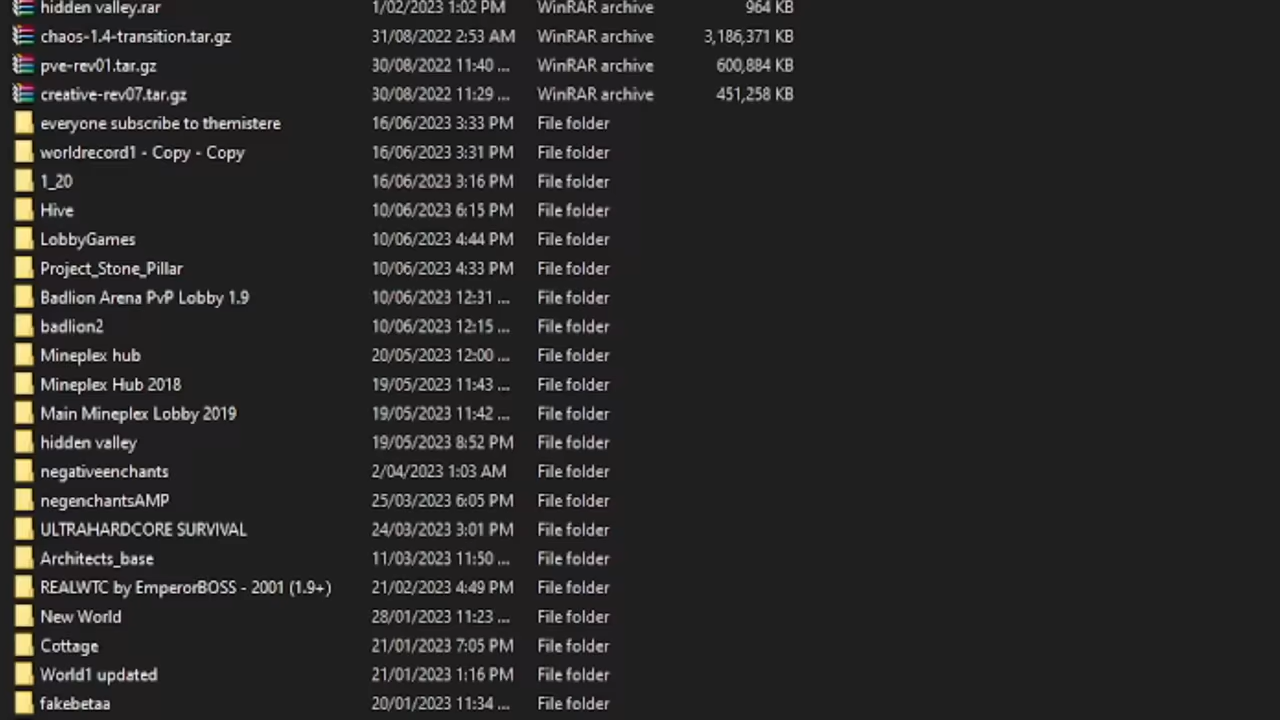 hidden valley.rar 1/02/2023 1:02 PM WinRAR archive 964 KB
chaos-1.4-transition.tar.gz 31/08/2022 2:53 AM WinRAR archive 3,186,371 KB
pve-rev01.tar.gz 30/08/2022 11:40 ... WinRAR archive 600,884 KB
creative-rev07.tar.gz 30/08/2022 11:29 ... WinRAR archive 451,258 KB
everyone subscribe to themistere 16/06/2023 3:33 PM File folder
worldrecord1 - Copy - Copy 16/06/2023 3:31 PM File folder
1_20 16/06/2023 3:16 PM File folder
Hive 10/06/2023 6:15 PM File folder
LobbyGames 10/06/2023 4:44 PM File folder
Project_Stone_Pillar 10/06/2023 4:33 PM File folder
Badlion Arena PvP Lobby 1.9 10/06/2023 12:31 ... File folder
badlion2 10/06/2023 12:15 ... File folder
Mineplex hub 20/05/2023 12:00 ... File folder
Mineplex Hub 2018 19/05/2023 11:43 ... File folder
Main Mineplex Lobby 2019 19/05/2023 11:42 ... File folder
hidden valley 19/05/2023 8:52 PM File folder
negativeenchants 2/04/2023 1:03 AM File folder
negenchantsAMP 25/03/2023 6:05 PM File folder
ULTRAHARDCORE SURVIVAL 24/03/2023 3:01 PM File folder
Architects_base 11/03/2023 11:50 ... File folder
REALWTC by EmperorBOSS - 2001 (1.9+) 21/02/2023 4:49 PM File folder
New World 28/01/2023 11:23 ... File folder
Cottage 21/01/2023 7:05 PM File folder
World1 updated 21/01/2023 1:16 PM File folder
fakebetaa 20/01/2023 11:34 ... File folder